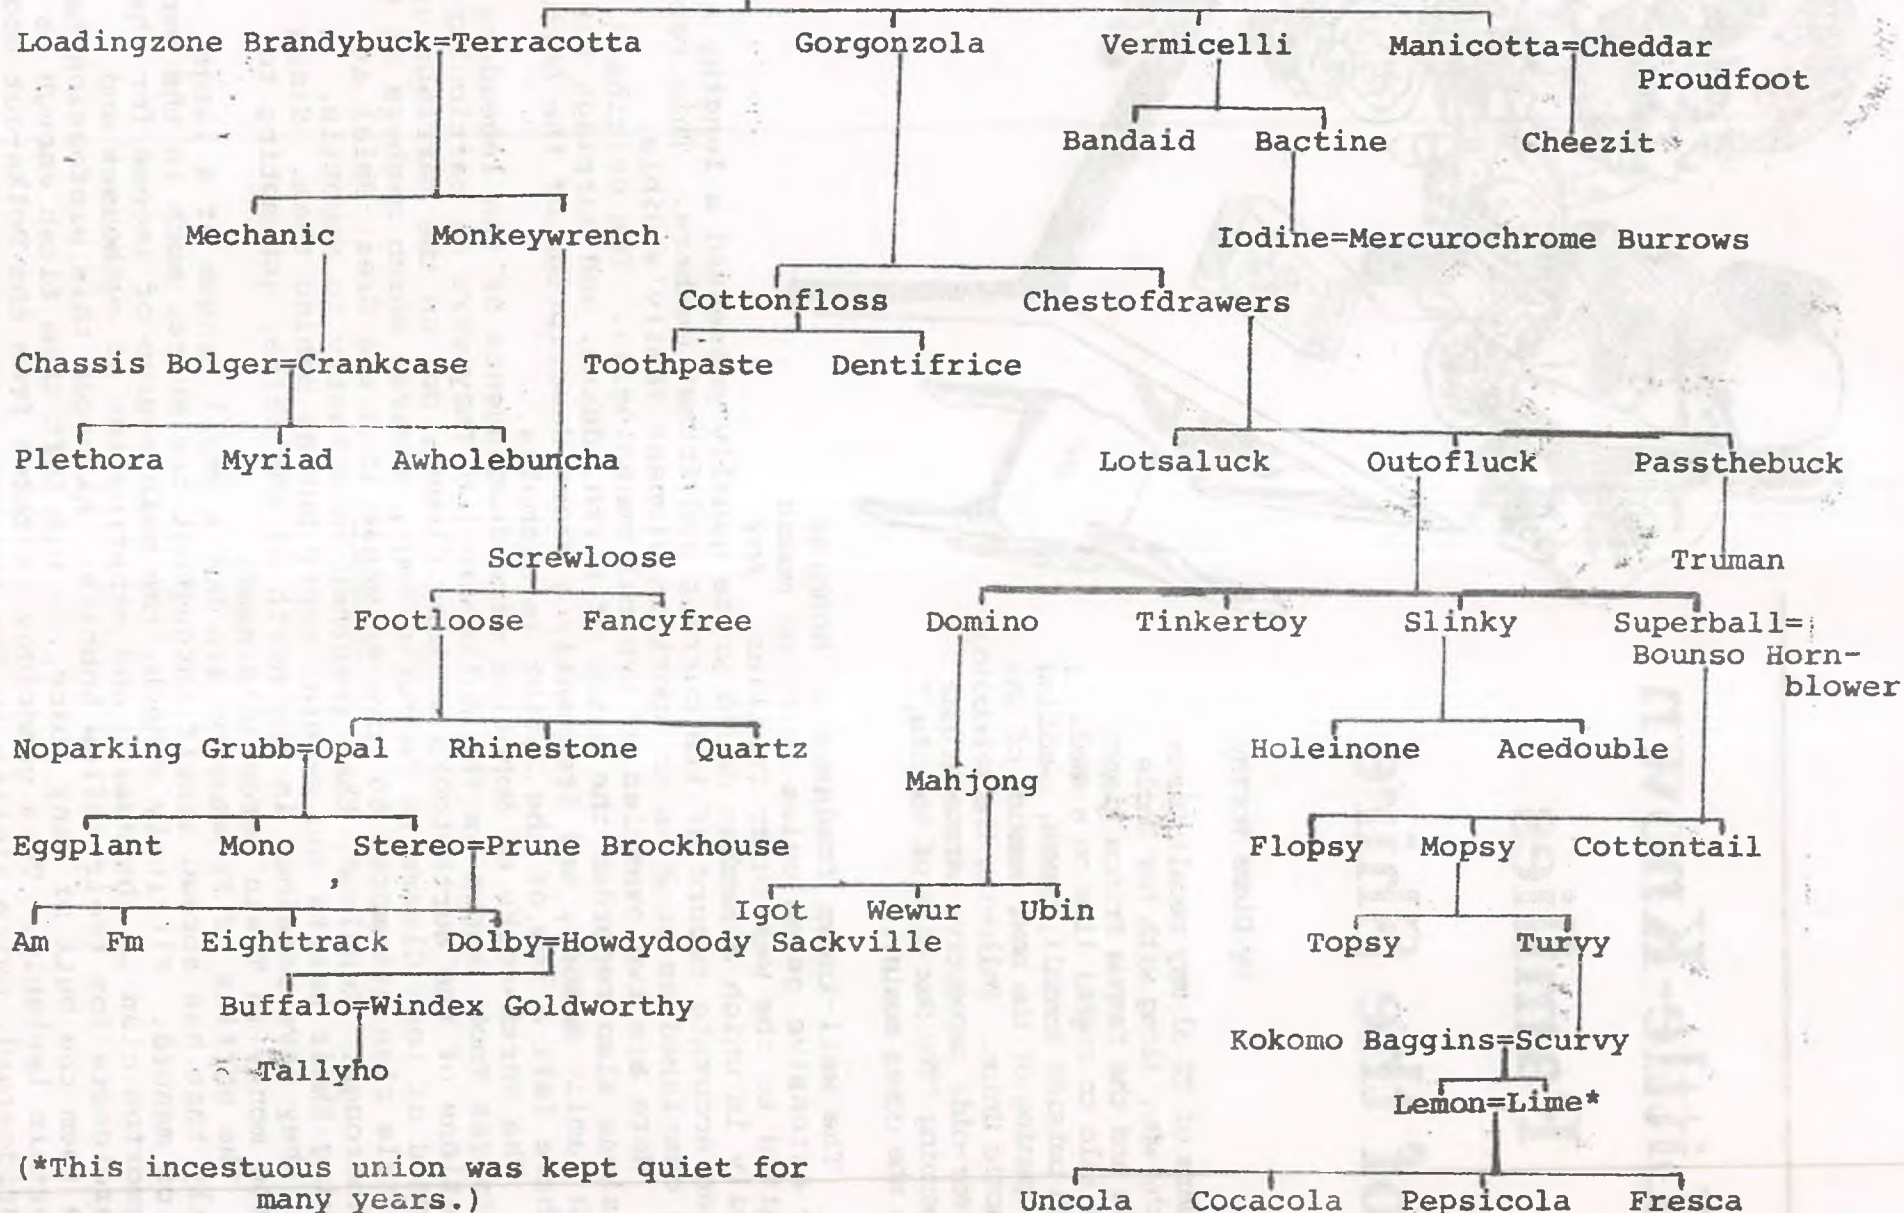 Loadingzone Brandybuck=Terracotta Gorgonzola Vermicelli Manicotta=Cheddar
Proudfoot
Bandaid Bactine Cheezit
Mechanic Monkeywrench Iodine=Mercurochrome Burrows
Cottonfloss Chestofdrawers
Chassis Bolger=Crankcase Toothpaste Dentifrice
Plethora Myriad Awholebuncha Lotsaluck Outofluck Passthebuck
Screwloose Truman
Footloose Fancyfree Domino Tinkertoy Slinky Superball=
Bounso Horn-
blower
Noparking Grubb=Opal Rhinestone Quartz Holeinone Acedouble
Mahjong
Eggplant Mono Stereo=Prune Brockhouse Flopsy Mopsy Cottontail
Igot Wewur Ubin
Am Fm Eighttrack Dolby=Howdydoody Sackville Topsy Turvy
Buffalo=Windex Goldworthy
Kokomo Baggins=Scurvy
Tallyho
Lemon=Lime*
(*This incestuous union was kept quiet for
many years.)
Uncola Cocacola Pepsicola Fresca